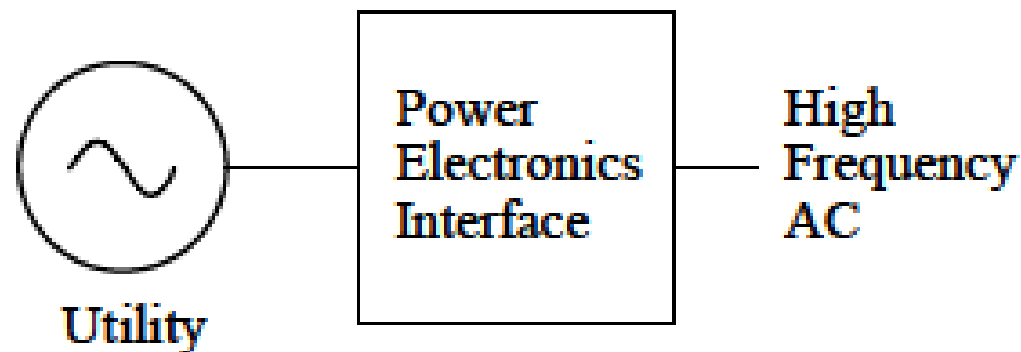 Utility
Power
Electronics
Interface
High
Frequency
AC